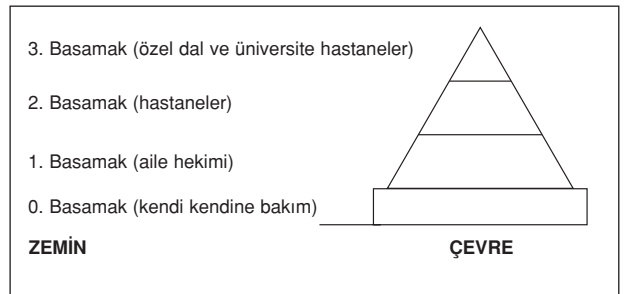 3. Basamak (özel dal ve üniversite hastaneler)
2. Basamak (hastaneler)
1. Basamak (aile hekimi)
0. Basamak (kendi kendine bakım)
ZEMİN ÇEVRE